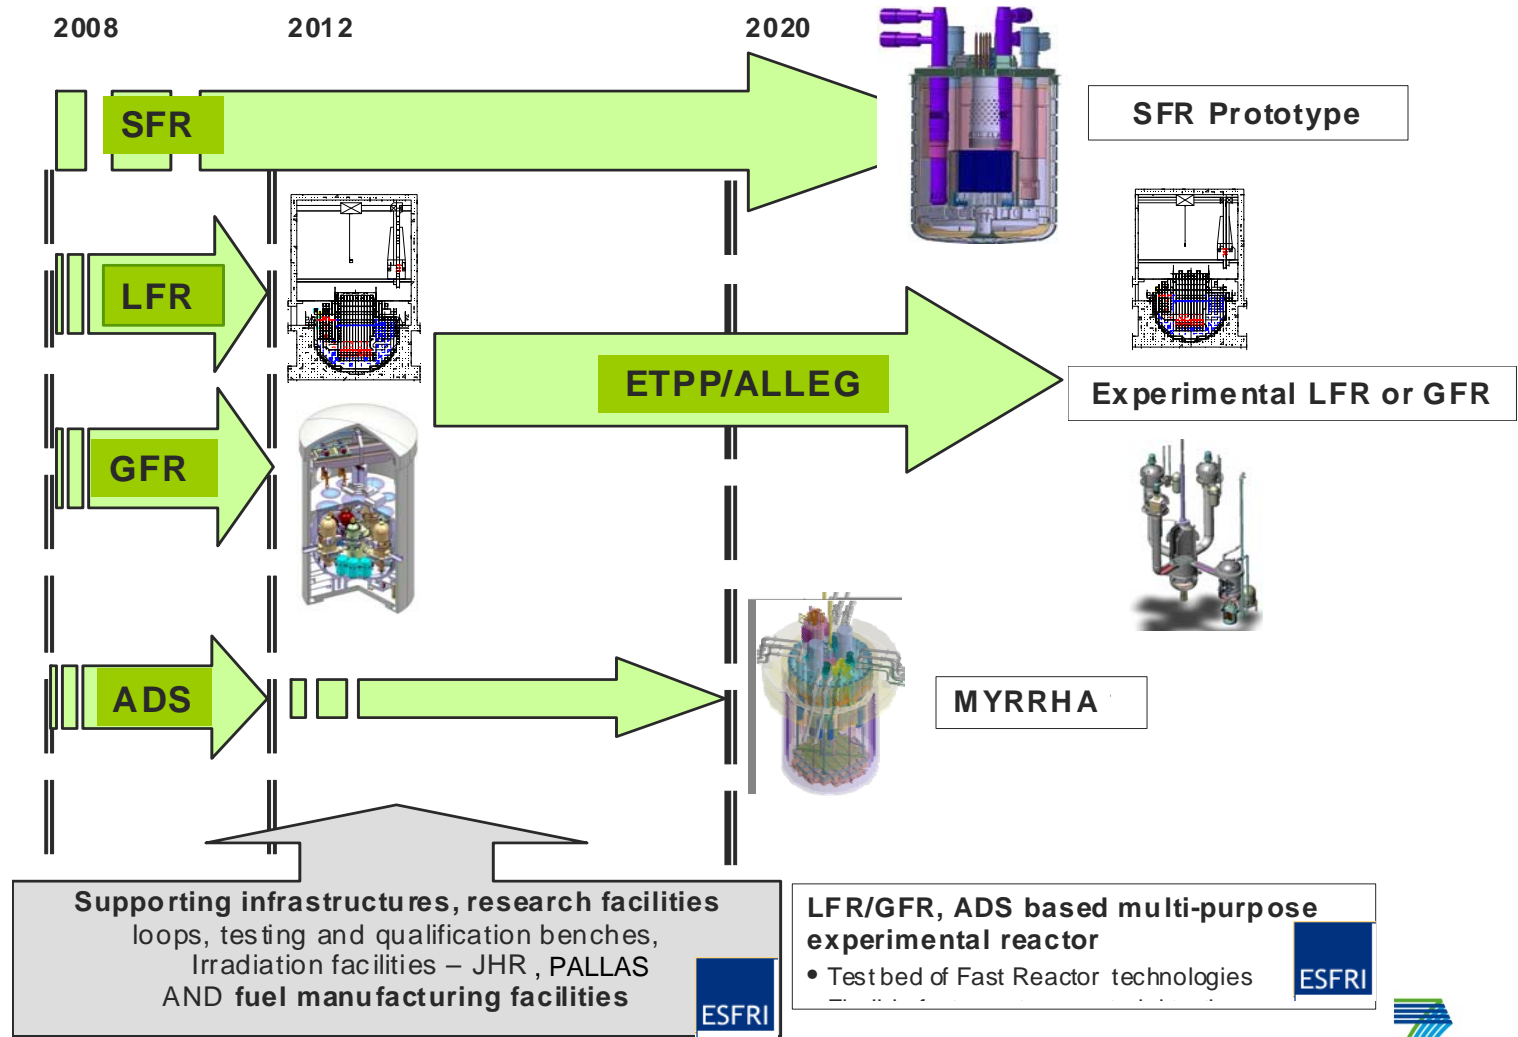 2008
2012
2020
SFR
SFR Prototype
LFR
ETPP/ALLEG
Experimental LFR or GFR
GFR
ADS
MYRRHA
Supporting infrastructures, research facilities
loops, testing and qualification benches,
Irradiation facilities – JHR , PALLAS
AND fuel manufacturing facilities
ESFRI
LFR/GFR, ADS based multi-purpose
experimental reactor
• Test bed of Fast Reactor technologies
ESFRI